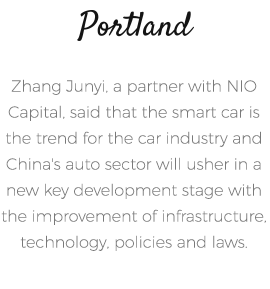 Portland
Zhang Junyi, a partner with NIO
Capital, said that the smart car is
the trend for the car industry and
China's auto sector will usher in a
new key development stage with
the improvement of infrastructure,
technology, policies and laws.